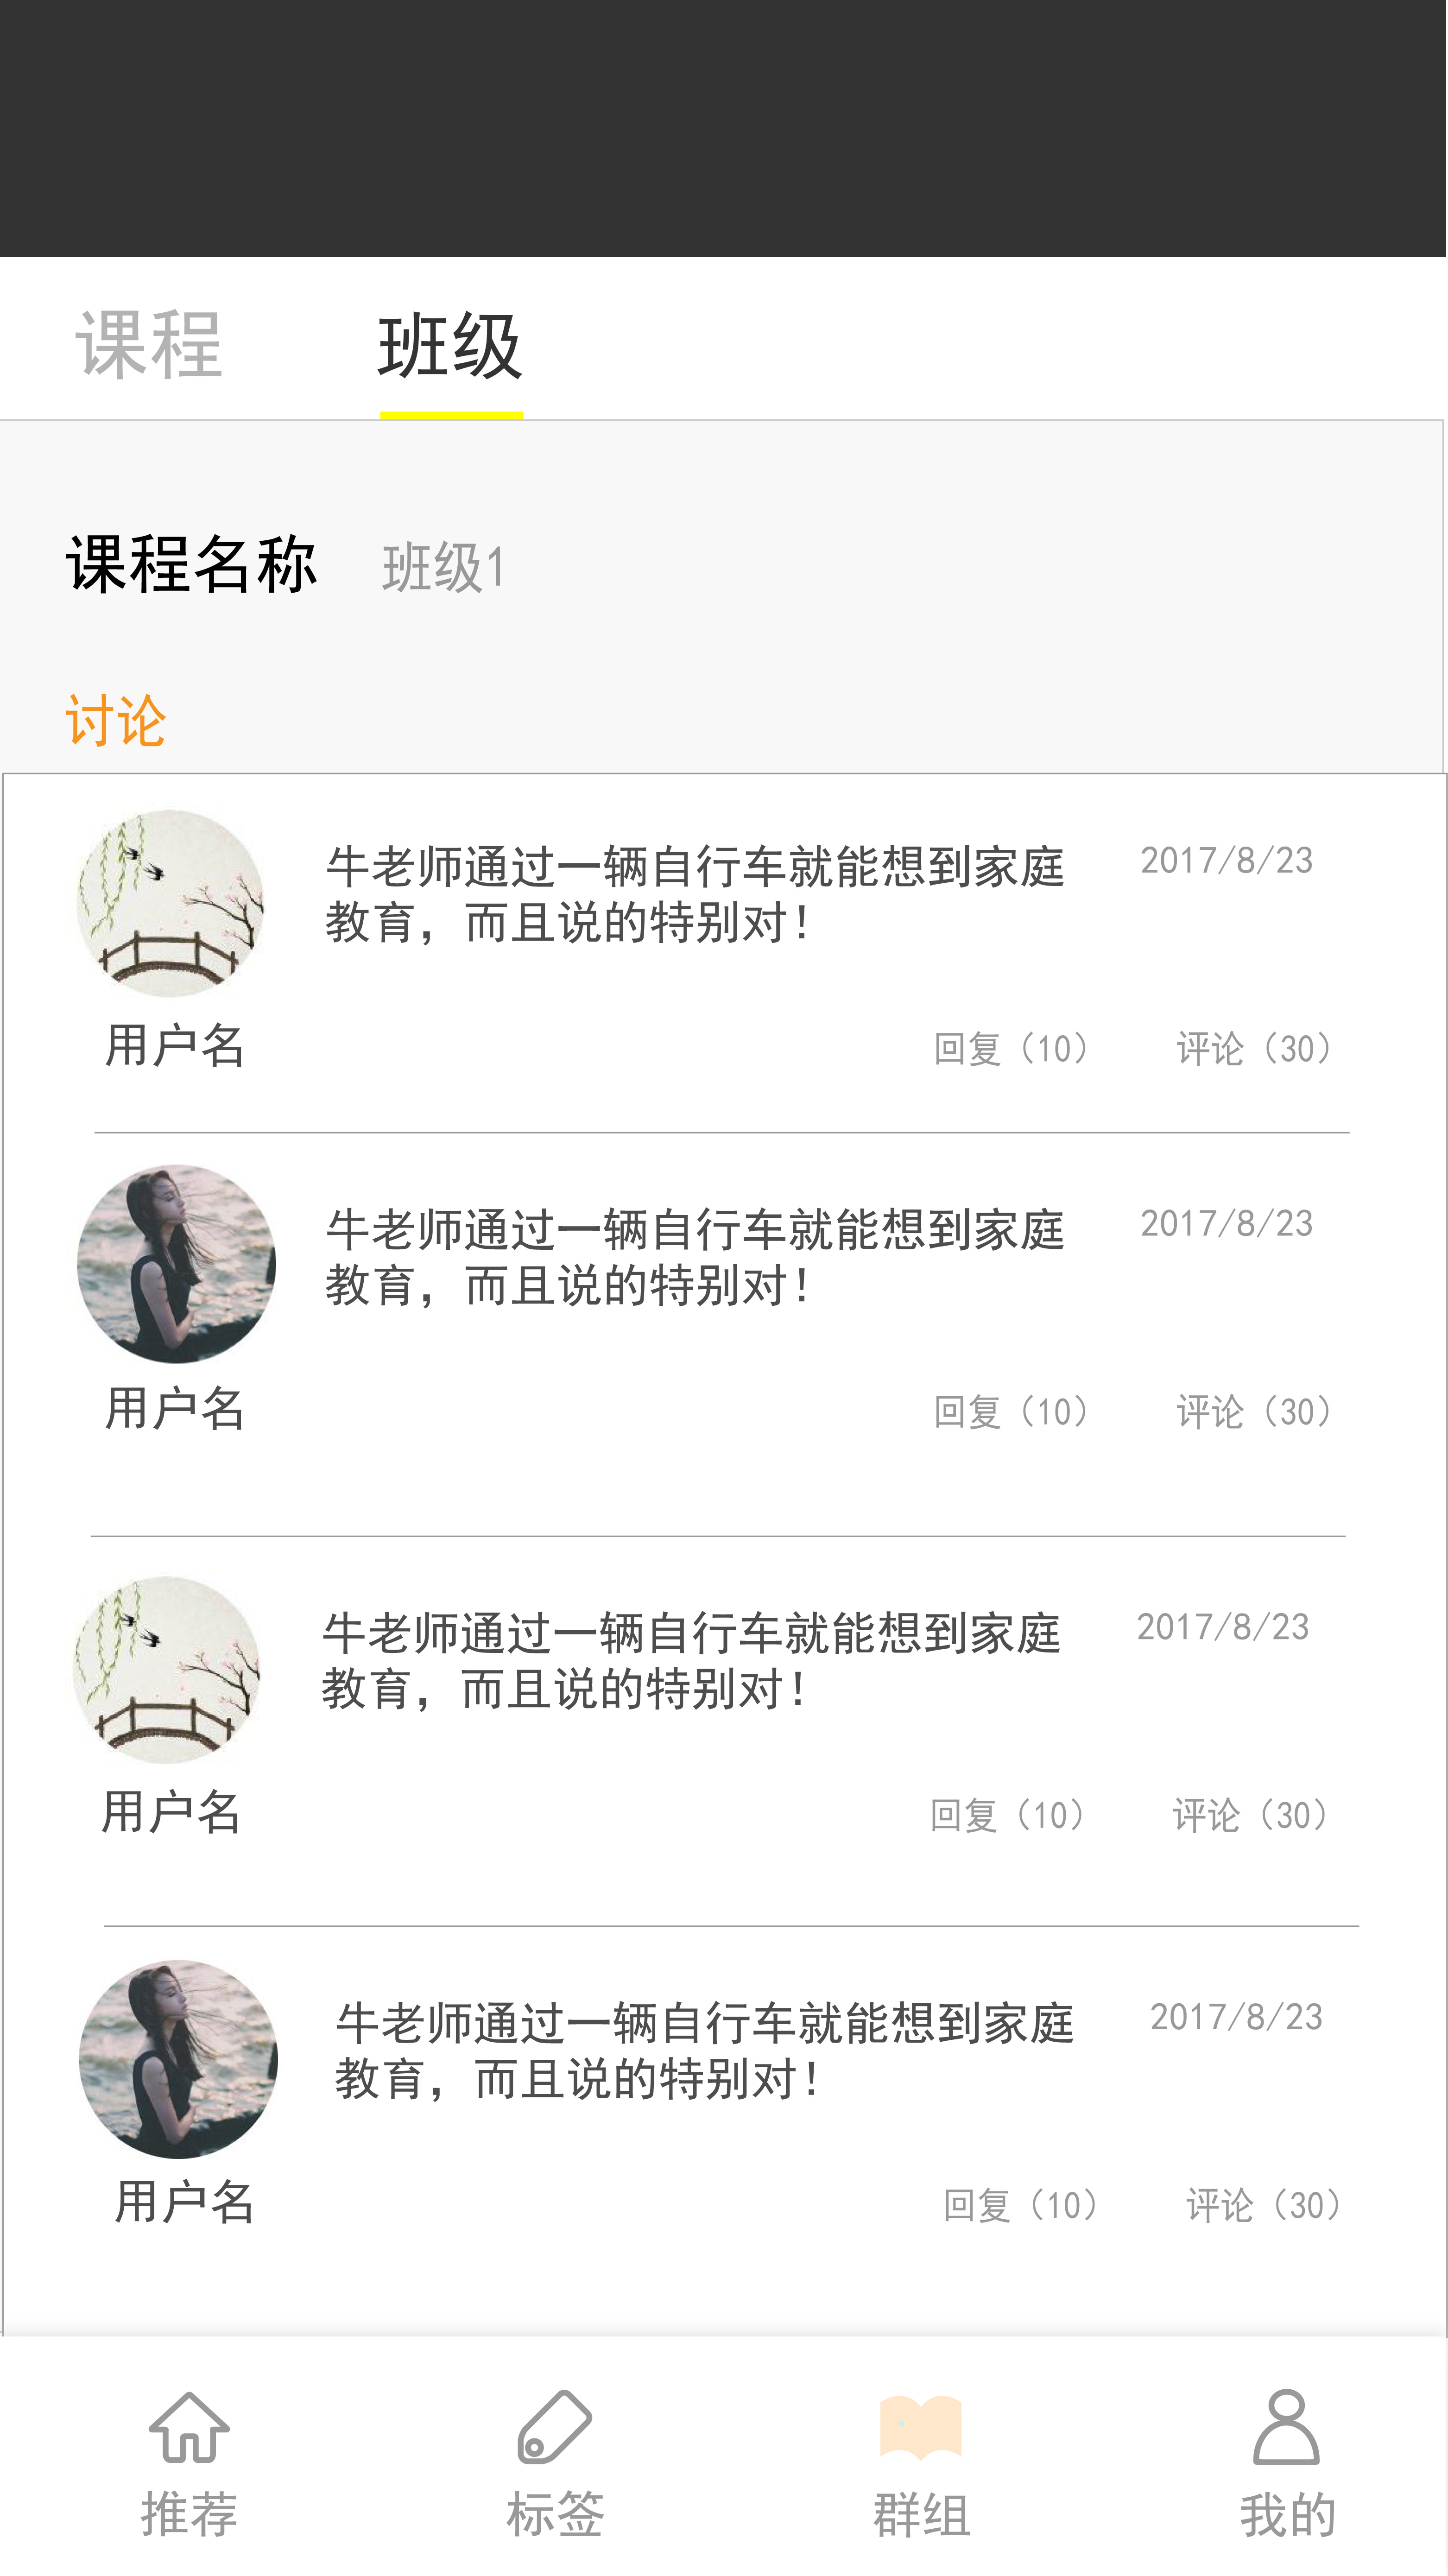 课程 班级
课程名称 班级1
讨论
牛老师通过一辆自行车就能想到家庭 2017/8/23
教育，而且说的特别对！
用户名 回复（10） 评论（30）
牛老师通过一辆自行车就能想到家庭 2017/8/23
教育，而且说的特别对！
用户名 回复（10） 评论（30）
牛老师通过一辆自行车就能想到家庭 2017/8/23
教育，而且说的特别对！
用户名 回复（10） 评论（30）
牛老师通过一辆自行车就能想到家庭 2017/8/23
教育，而且说的特别对！
用户名 回复（10） 评论（30）
推荐 标签 群组 我的